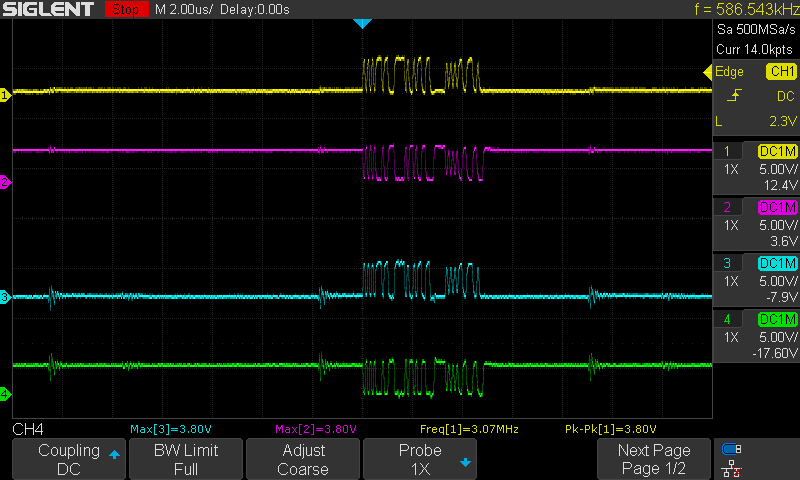 SIGLENT Stop M 2.00us/ Delay:0.00s f = 586.543kHz
Sa 500MSa/s
Curr 14.0kpts
Edge CH1
DC
L 2.3V
1 DC1M
1X 5.00V/
12.4V
2 DC1M
1X 5.00V/
3.6V
3 DC1M
1X 5.00V/
-7.9V
4 DC1M
1X 5.00V/
-17.60V
1
2
3
4
CH4 Max[3]=3.80V Max[2]=3.80V Freq[1]=3.07MHz Pk-Pk[1]=3.80V
Coupling
DC
BW Limit
Full
Adjust
Coarse
Probe
1X
Next Page
Page 1/2